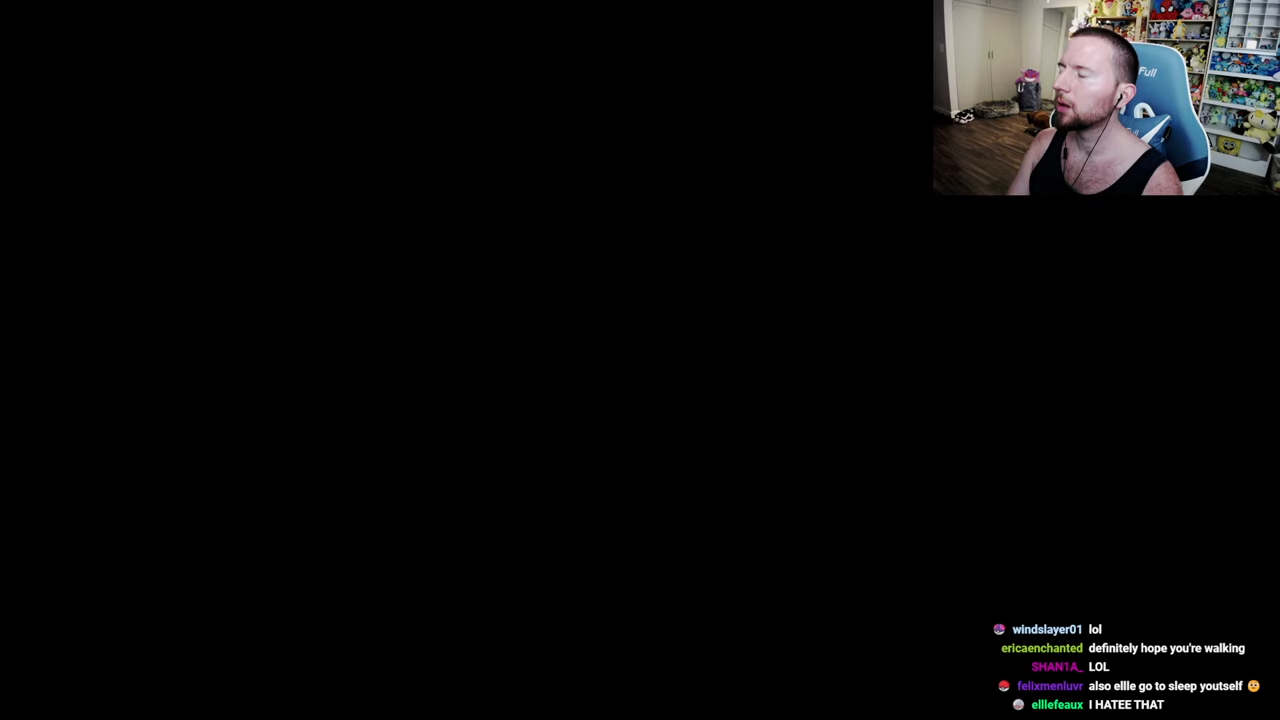 Full
windslayer01 lol
ericaenchanted definitely hope you're walking
SHAN1A_ LOL
felixmenluvr also ellle go to sleep youtself 🫤
elllefeaux I HATEE THAT